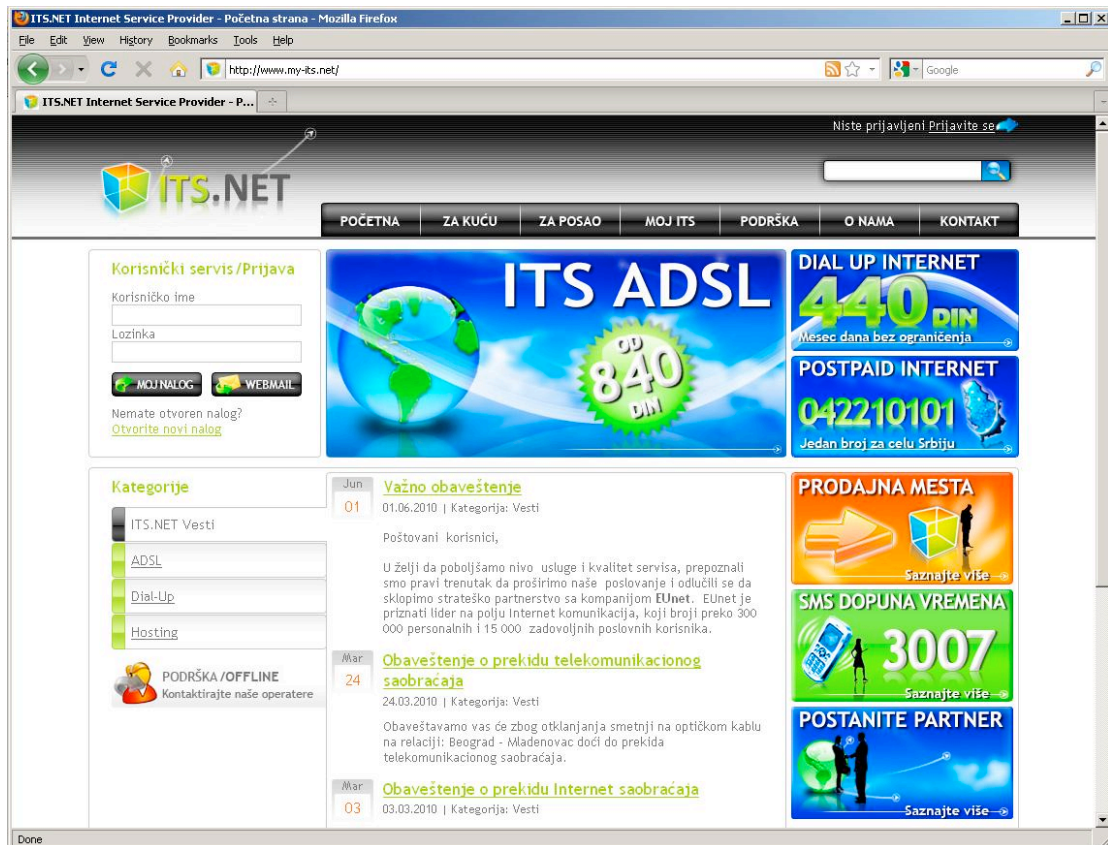 ITS.NET Internet Service Provider - Početna strana - Mozilla Firefox
File Edit View History Bookmarks Tools Help
http://www.my-its.net/
Google
ITS.NET Internet Service Provider - P...
Niste prijavljeni Prijavite se
ITS.NET
POČETNA ZA KUĆU ZA POSAO MOJ ITS PODRŠKA O NAMA KONTAKT
Korisnički servis/Prijava
Korisničko ime
Lozinka
MOJ NALOG WEBMAIL
Nemate otvoren nalog?
Otvorite novi nalog
ITS ADSL
OD
840
DIN
DIAL UP INTERNET
440 DIN
Mesec dana bez ograničenja
POSTPAID INTERNET
042210101
Jedan broj za celu Srbiju
Kategorije
ITS.NET Vesti
ADSL
Dial-Up
Hosting
PODRŠKA /OFFLINE
Kontaktirajte naše operatere
Jun
01
Važno obaveštenje
01.06.2010 | Kategorija: Vesti
Poštovani korisnici,
U želji da poboljšamo nivo usluge i kvalitet servisa, prepoznali
smo pravi trenutak da proširimo naše poslovanje i odlučili se da
sklopimo strateško partnerstvo sa kompanijom EUnet. EUnet je
priznati lider na polju Internet komunikacija, koji broji preko 300
000 personalnih i 15 000 zadovoljnih poslovnih korisnika.
Mar
24
Obaveštenje o prekidu telekomunikacionog
saobraćaja
24.03.2010 | Kategorija: Vesti
Obaveštavamo vas će zbog otklanjanja smetnji na optičkom kablu
na relaciji: Beograd - Mladenovac doći do prekida
telekomunikacionog saobraćaja.
Mar
03
Obaveštenje o prekidu Internet saobraćaja
03.03.2010 | Kategorija: Vesti
PRODAJNA MESTA
Saznajte više
SMS DOPUNA VREMENA
3007
Saznajte više
POSTANITE PARTNER
Saznajte više
Done